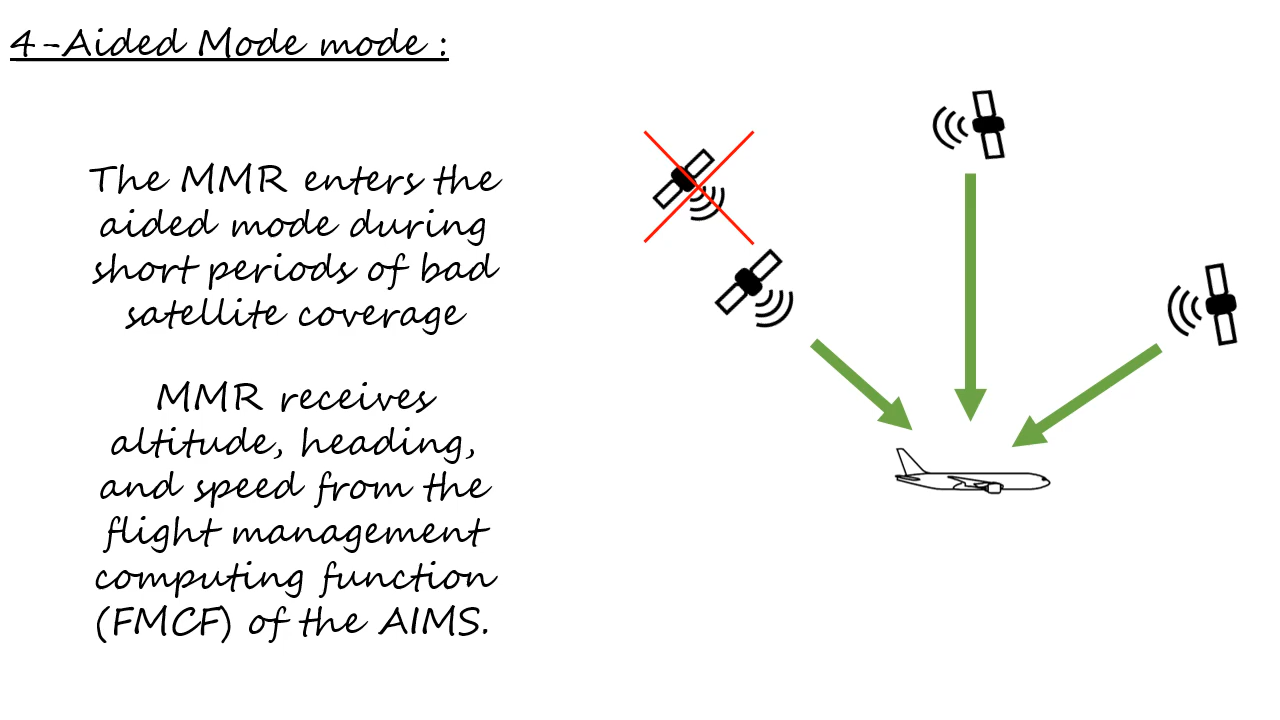 4-Aided Mode mode :
The MMR enters the
aided mode during
short periods of bad
satellite coverage
MMR receives
altitude, heading,
and speed from the
flight management
computing function
(FMCF) of the AIMS.